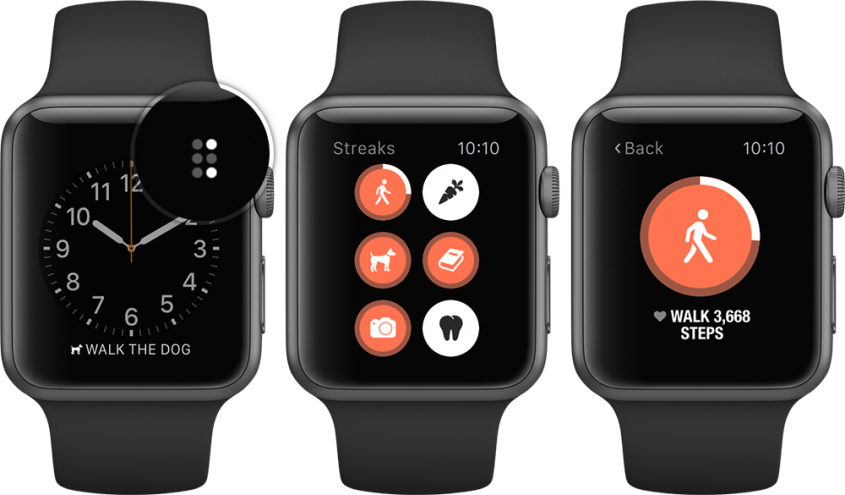 12
11
10
2
9
3
8
4
7
5
6
WALK THE DOG
Streaks 10:10
‹Back 10:10
WALK 3,668
STEPS